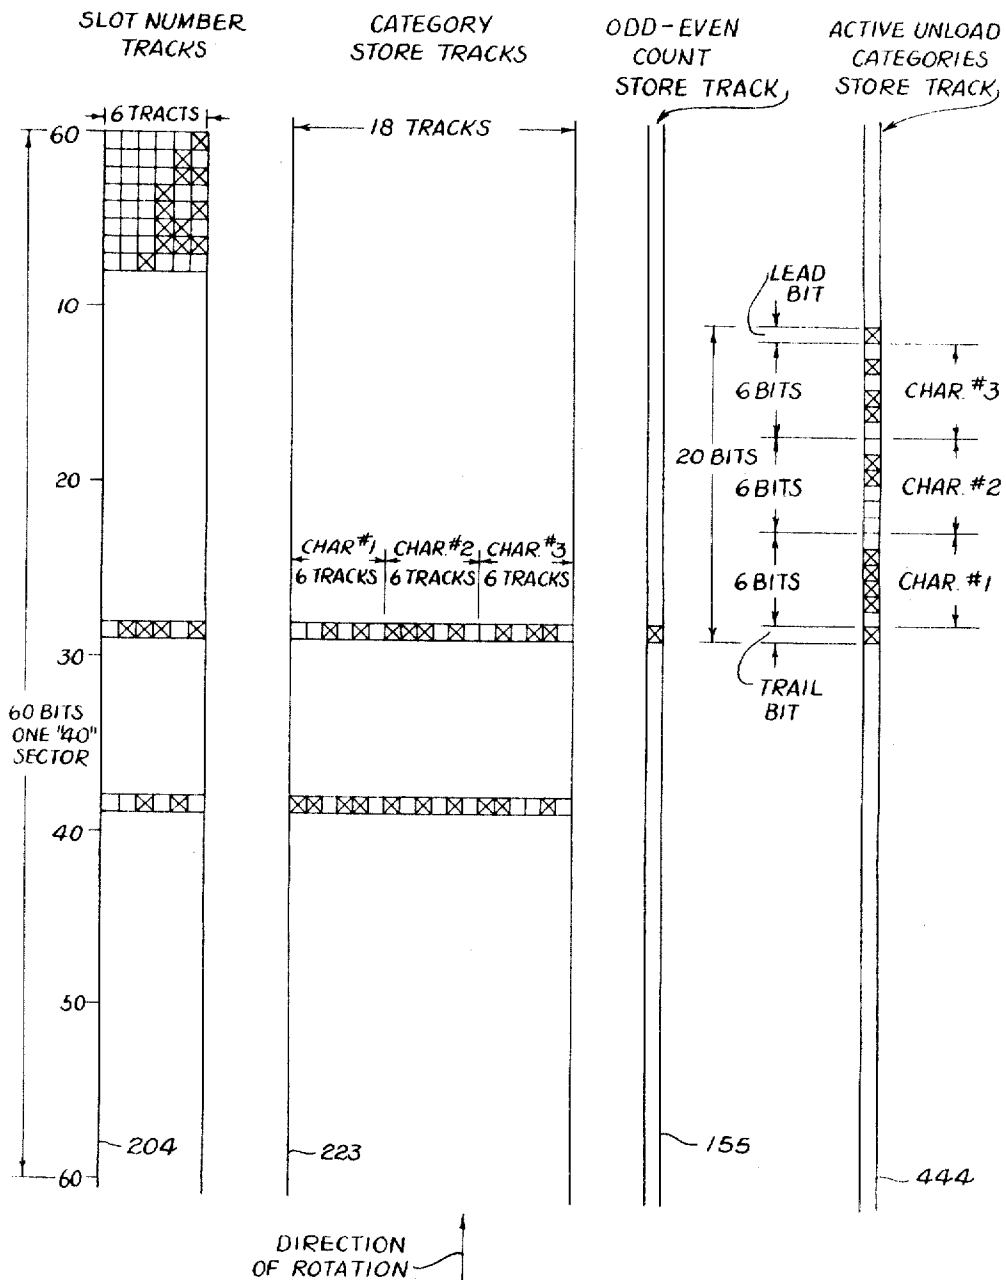 SLOT NUMBER
TRACKS
CATEGORY
STORE TRACKS
ODD-EVEN
COUNT
STORE TRACK
ACTIVE UNLOAD
CATEGORIES
STORE TRACK
6 TRACTS
18 TRACKS
60
10
20
30
40
50
60
60 BITS
ONE "40"
SECTOR
CHAR #1
6 TRACKS
CHAR. #2
6 TRACKS
CHAR. #3
6 TRACKS
LEAD
BIT
20 BITS
6 BITS
CHAR. #3
6 BITS
CHAR. #2
6 BITS
CHAR. #1
TRAIL
BIT
204
223
155
444
DIRECTION
OF ROTATION